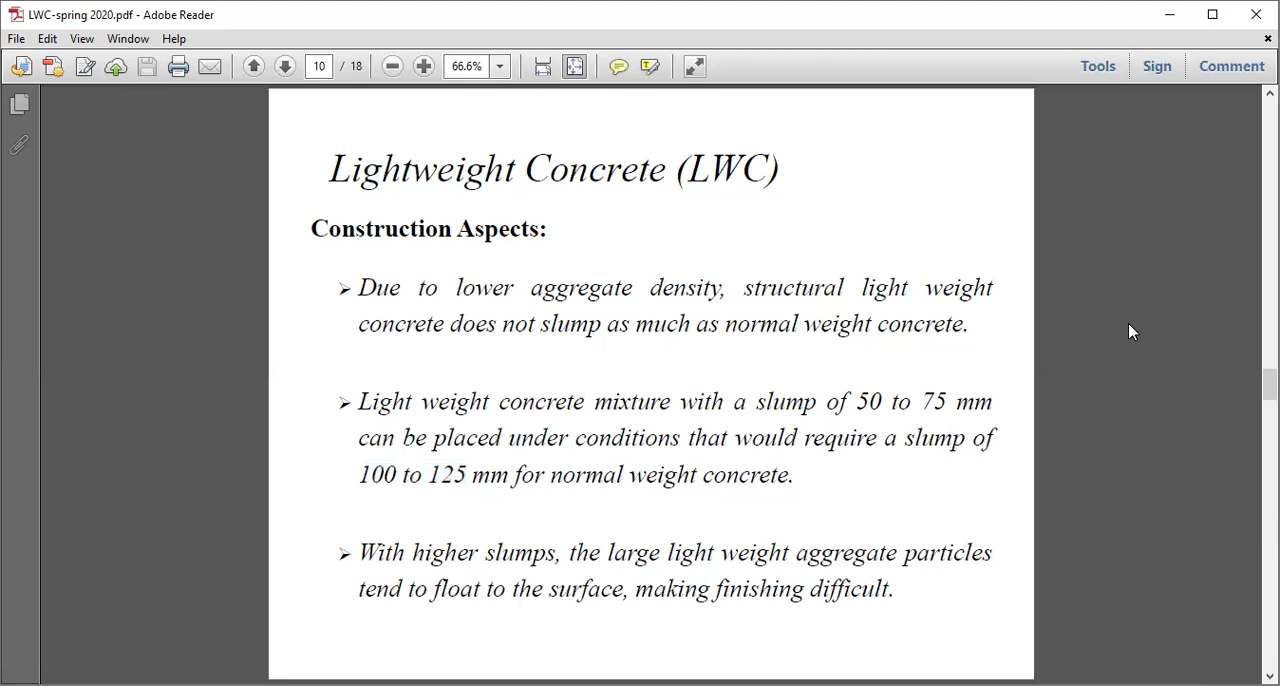 LWC-spring 2020.pdf - Adobe Reader
File Edit View Window Help
10 / 18 66.6% Tools Sign Comment
Lightweight Concrete (LWC)
Construction Aspects:
➢ Due to lower aggregate density, structural light weight
concrete does not slump as much as normal weight concrete.
➢ Light weight concrete mixture with a slump of 50 to 75 mm
can be placed under conditions that would require a slump of
100 to 125 mm for normal weight concrete.
➢ With higher slumps, the large light weight aggregate particles
tend to float to the surface, making finishing difficult.